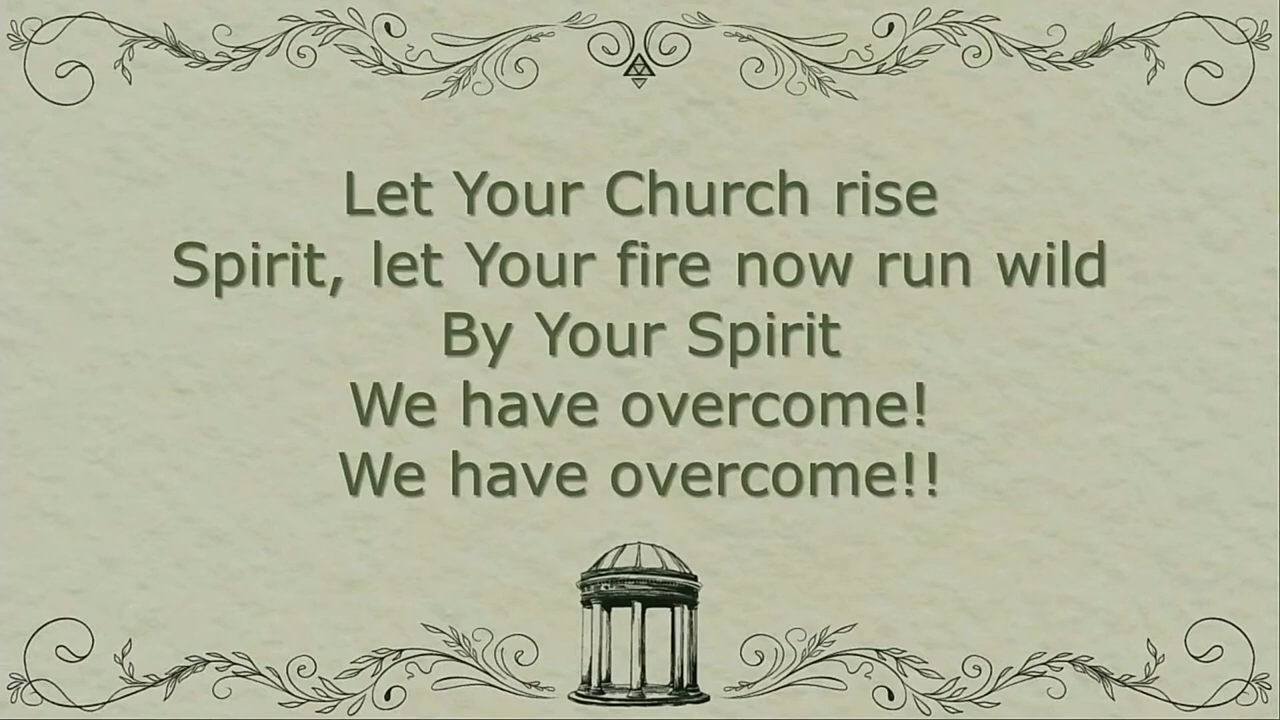 Let Your Church rise
Spirit, let Your fire now run wild
By Your Spirit
We have overcome!
We have overcome!!